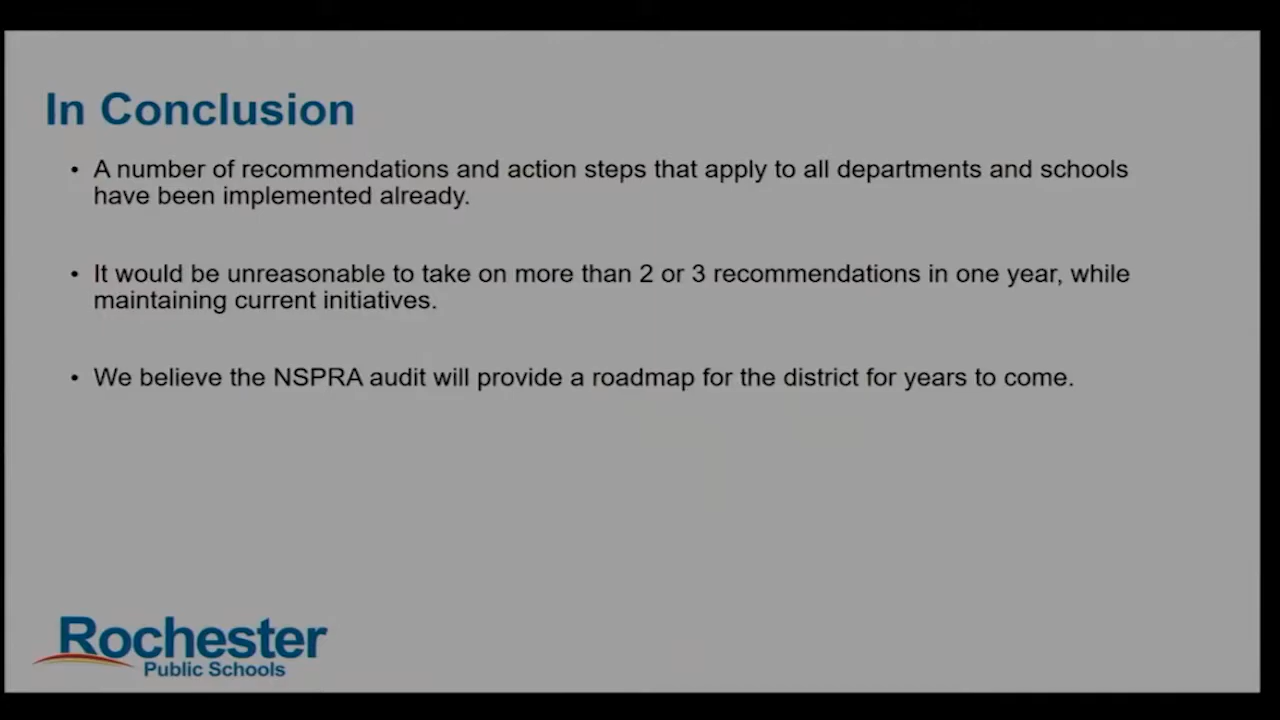 In Conclusion
• A number of recommendations and action steps that apply to all departments and schools
have been implemented already.
• It would be unreasonable to take on more than 2 or 3 recommendations in one year, while
maintaining current initiatives.
• We believe the NSPRA audit will provide a roadmap for the district for years to come.
Rochester
Public Schools